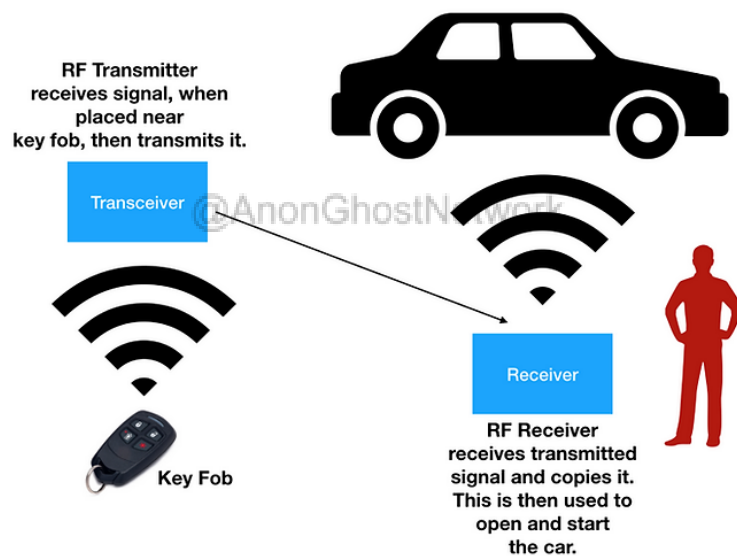 RF Transmitter
receives signal, when
placed near
key fob, then transmits it.
Transceiver
@AnonGhostNetwork
Receiver
Key Fob
RF Receiver
receives transmitted
signal and copies it.
This is then used to
open and start
the car.